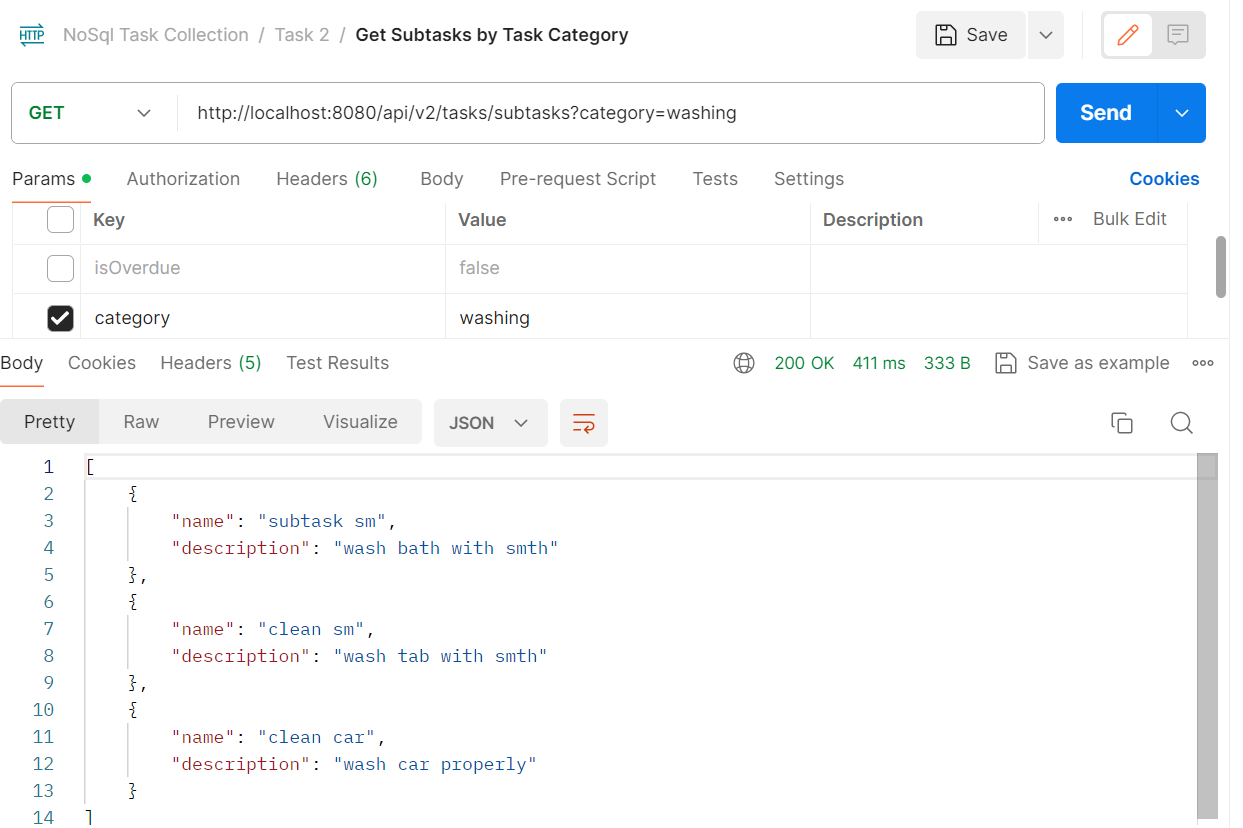 HTTP NoSql Task Collection / Task 2 / Get Subtasks by Task Category Save
GET http://localhost:8080/api/v2/tasks/subtasks?category=washing Send
Params Authorization Headers (6) Body Pre-request Script Tests Settings Cookies
Key Value Description Bulk Edit
isOverdue false
category washing
Body Cookies Headers (5) Test Results 200 OK 411 ms 333 B Save as example
Pretty Raw Preview Visualize JSON
1 [
2 {
3 "name": "subtask sm",
4 "description": "wash bath with smth"
5 },
6 {
7 "name": "clean sm",
8 "description": "wash tab with smth"
9 },
10 {
11 "name": "clean car",
12 "description": "wash car properly"
13 }
14 ]